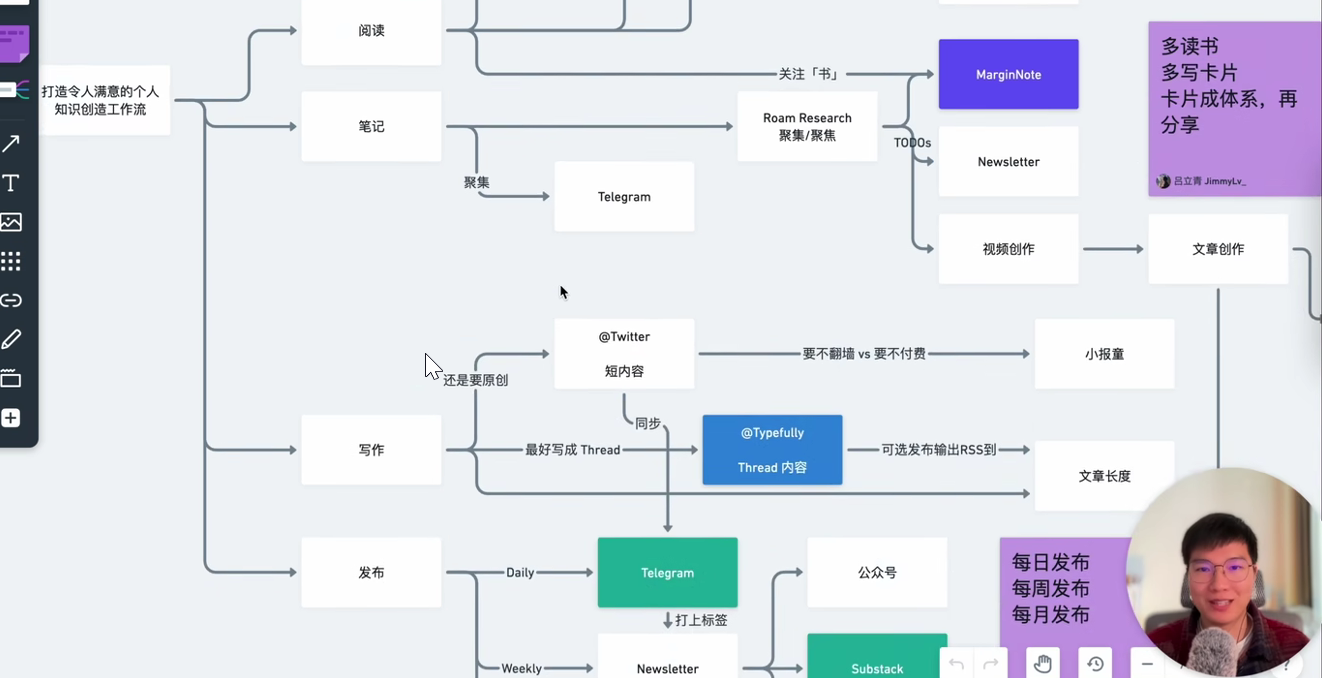 阅读
打造令人满意的个人
知识创造工作流
笔记
关注「书」
MarginNote
Roam Research
聚集/聚焦
TODOs
Newsletter
聚集
Telegram
视频创作
文章创作
多读书
多写卡片
卡片成体系，再
分享
吕立青 JimmyLv_
@Twitter
短内容
要不翻墙 vs 要不付费
小报童
还是要原创
同步
写作
最好写成 Thread
@Typefully
Thread 内容
可选发布输出RSS到
文章长度
发布
Daily
Telegram
公众号
每日发布
每周发布
每月发布
打上标签
Weekly
Newsletter
Substack